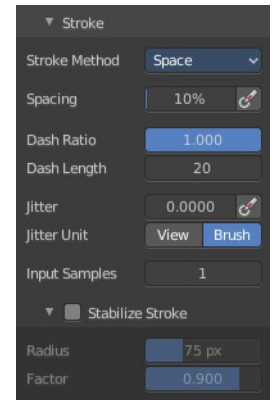 Stroke
Stroke Method Space
Spacing 10%
Dash Ratio 1.000
Dash Length 20
Jitter 0.0000
Jitter Unit View Brush
Input Samples 1
Stabilize Stroke
Radius 75 px
Factor 0.900